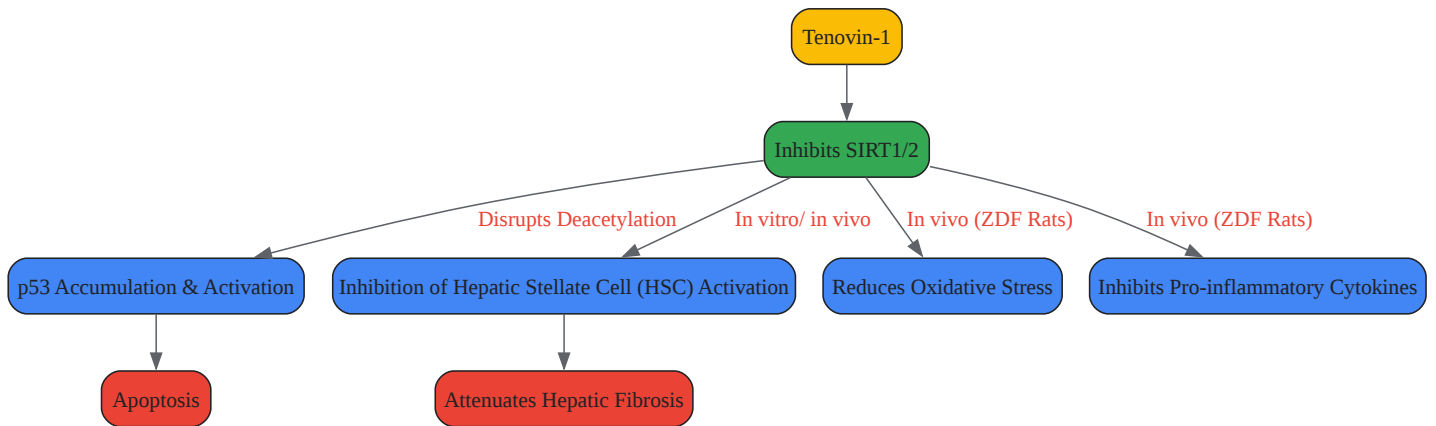 Tenovin-1
Inhibits SIRT1/2
Disrupts Deacetylation
In vitro/ in vivo
In vivo (ZDF Rats)
In vivo (ZDF Rats)
p53 Accumulation & Activation
Inhibition of Hepatic Stellate Cell (HSC) Activation
Reduces Oxidative Stress
Inhibits Pro-inflammatory Cytokines
Apoptosis
Attenuates Hepatic Fibrosis